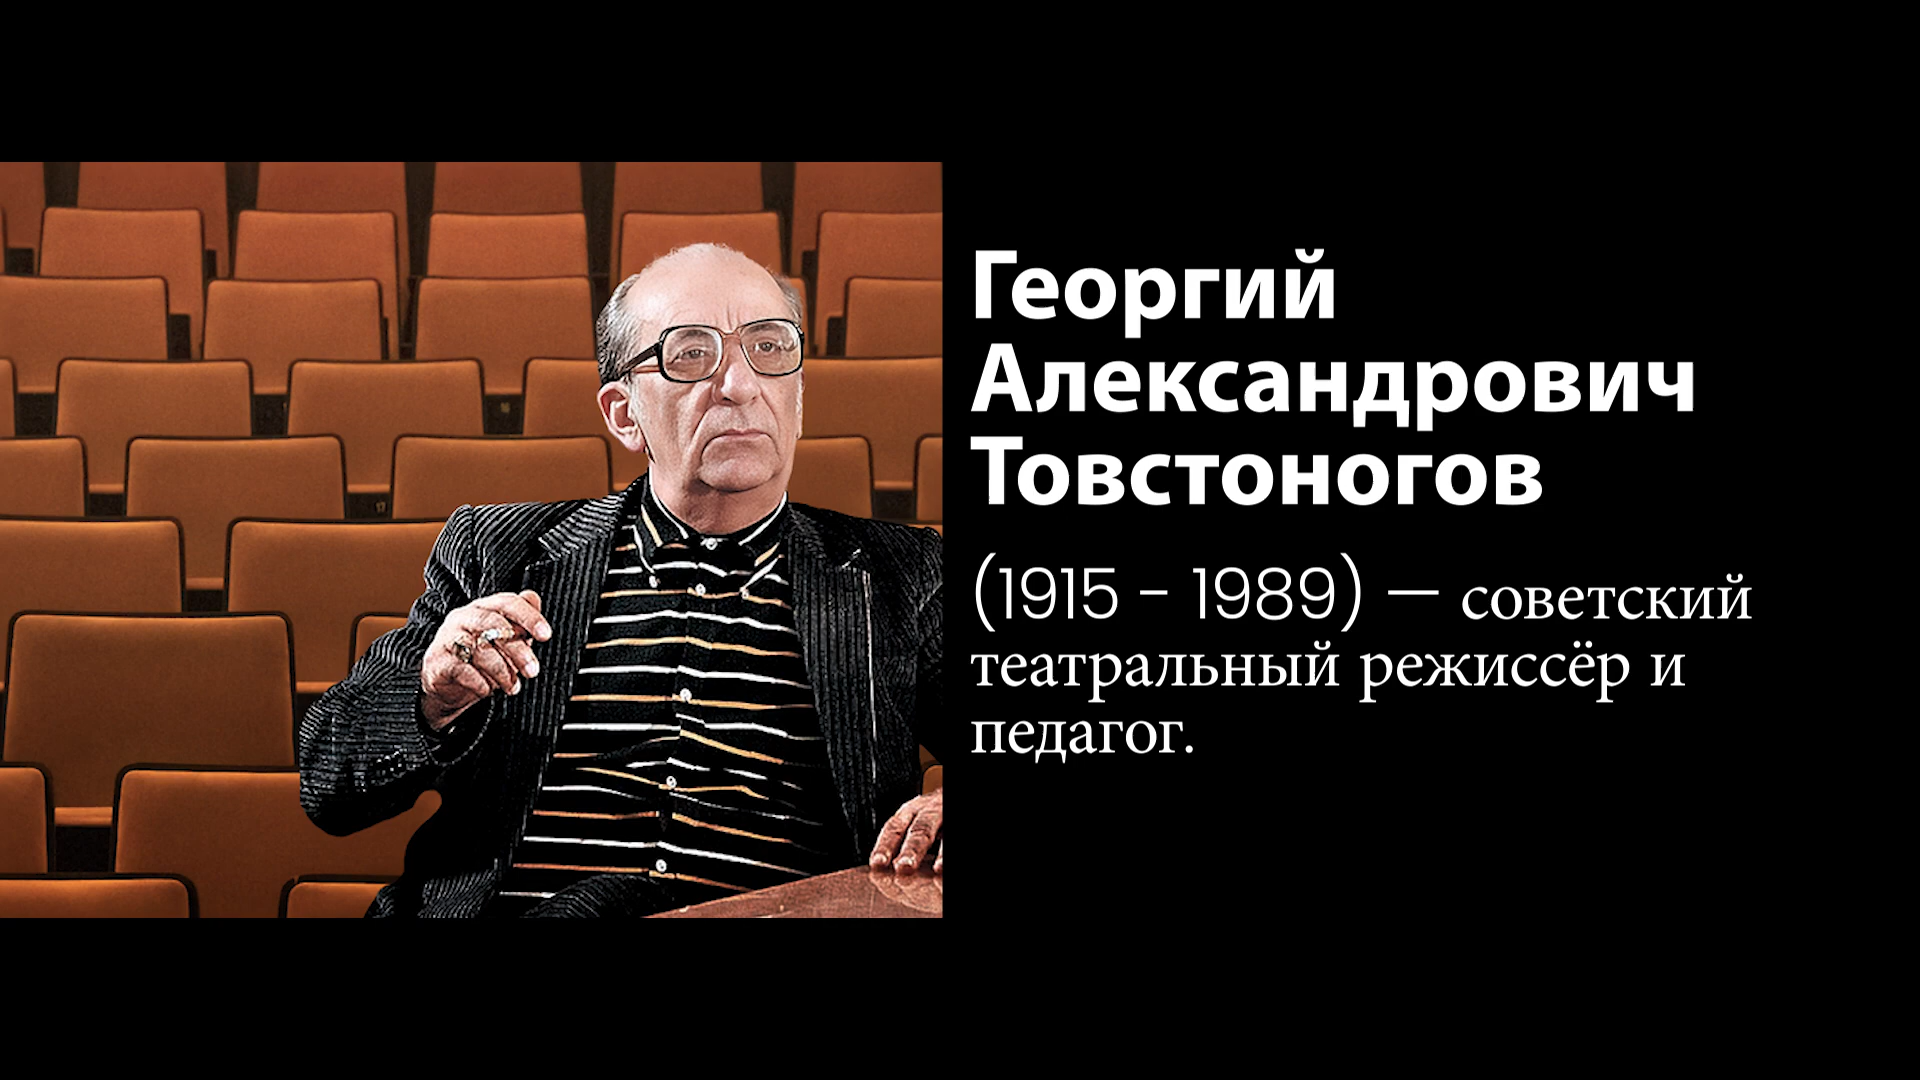 Георгий
Александрович
Товстоногов
(1915 - 1989) — советский
театральный режиссёр и
педагог.